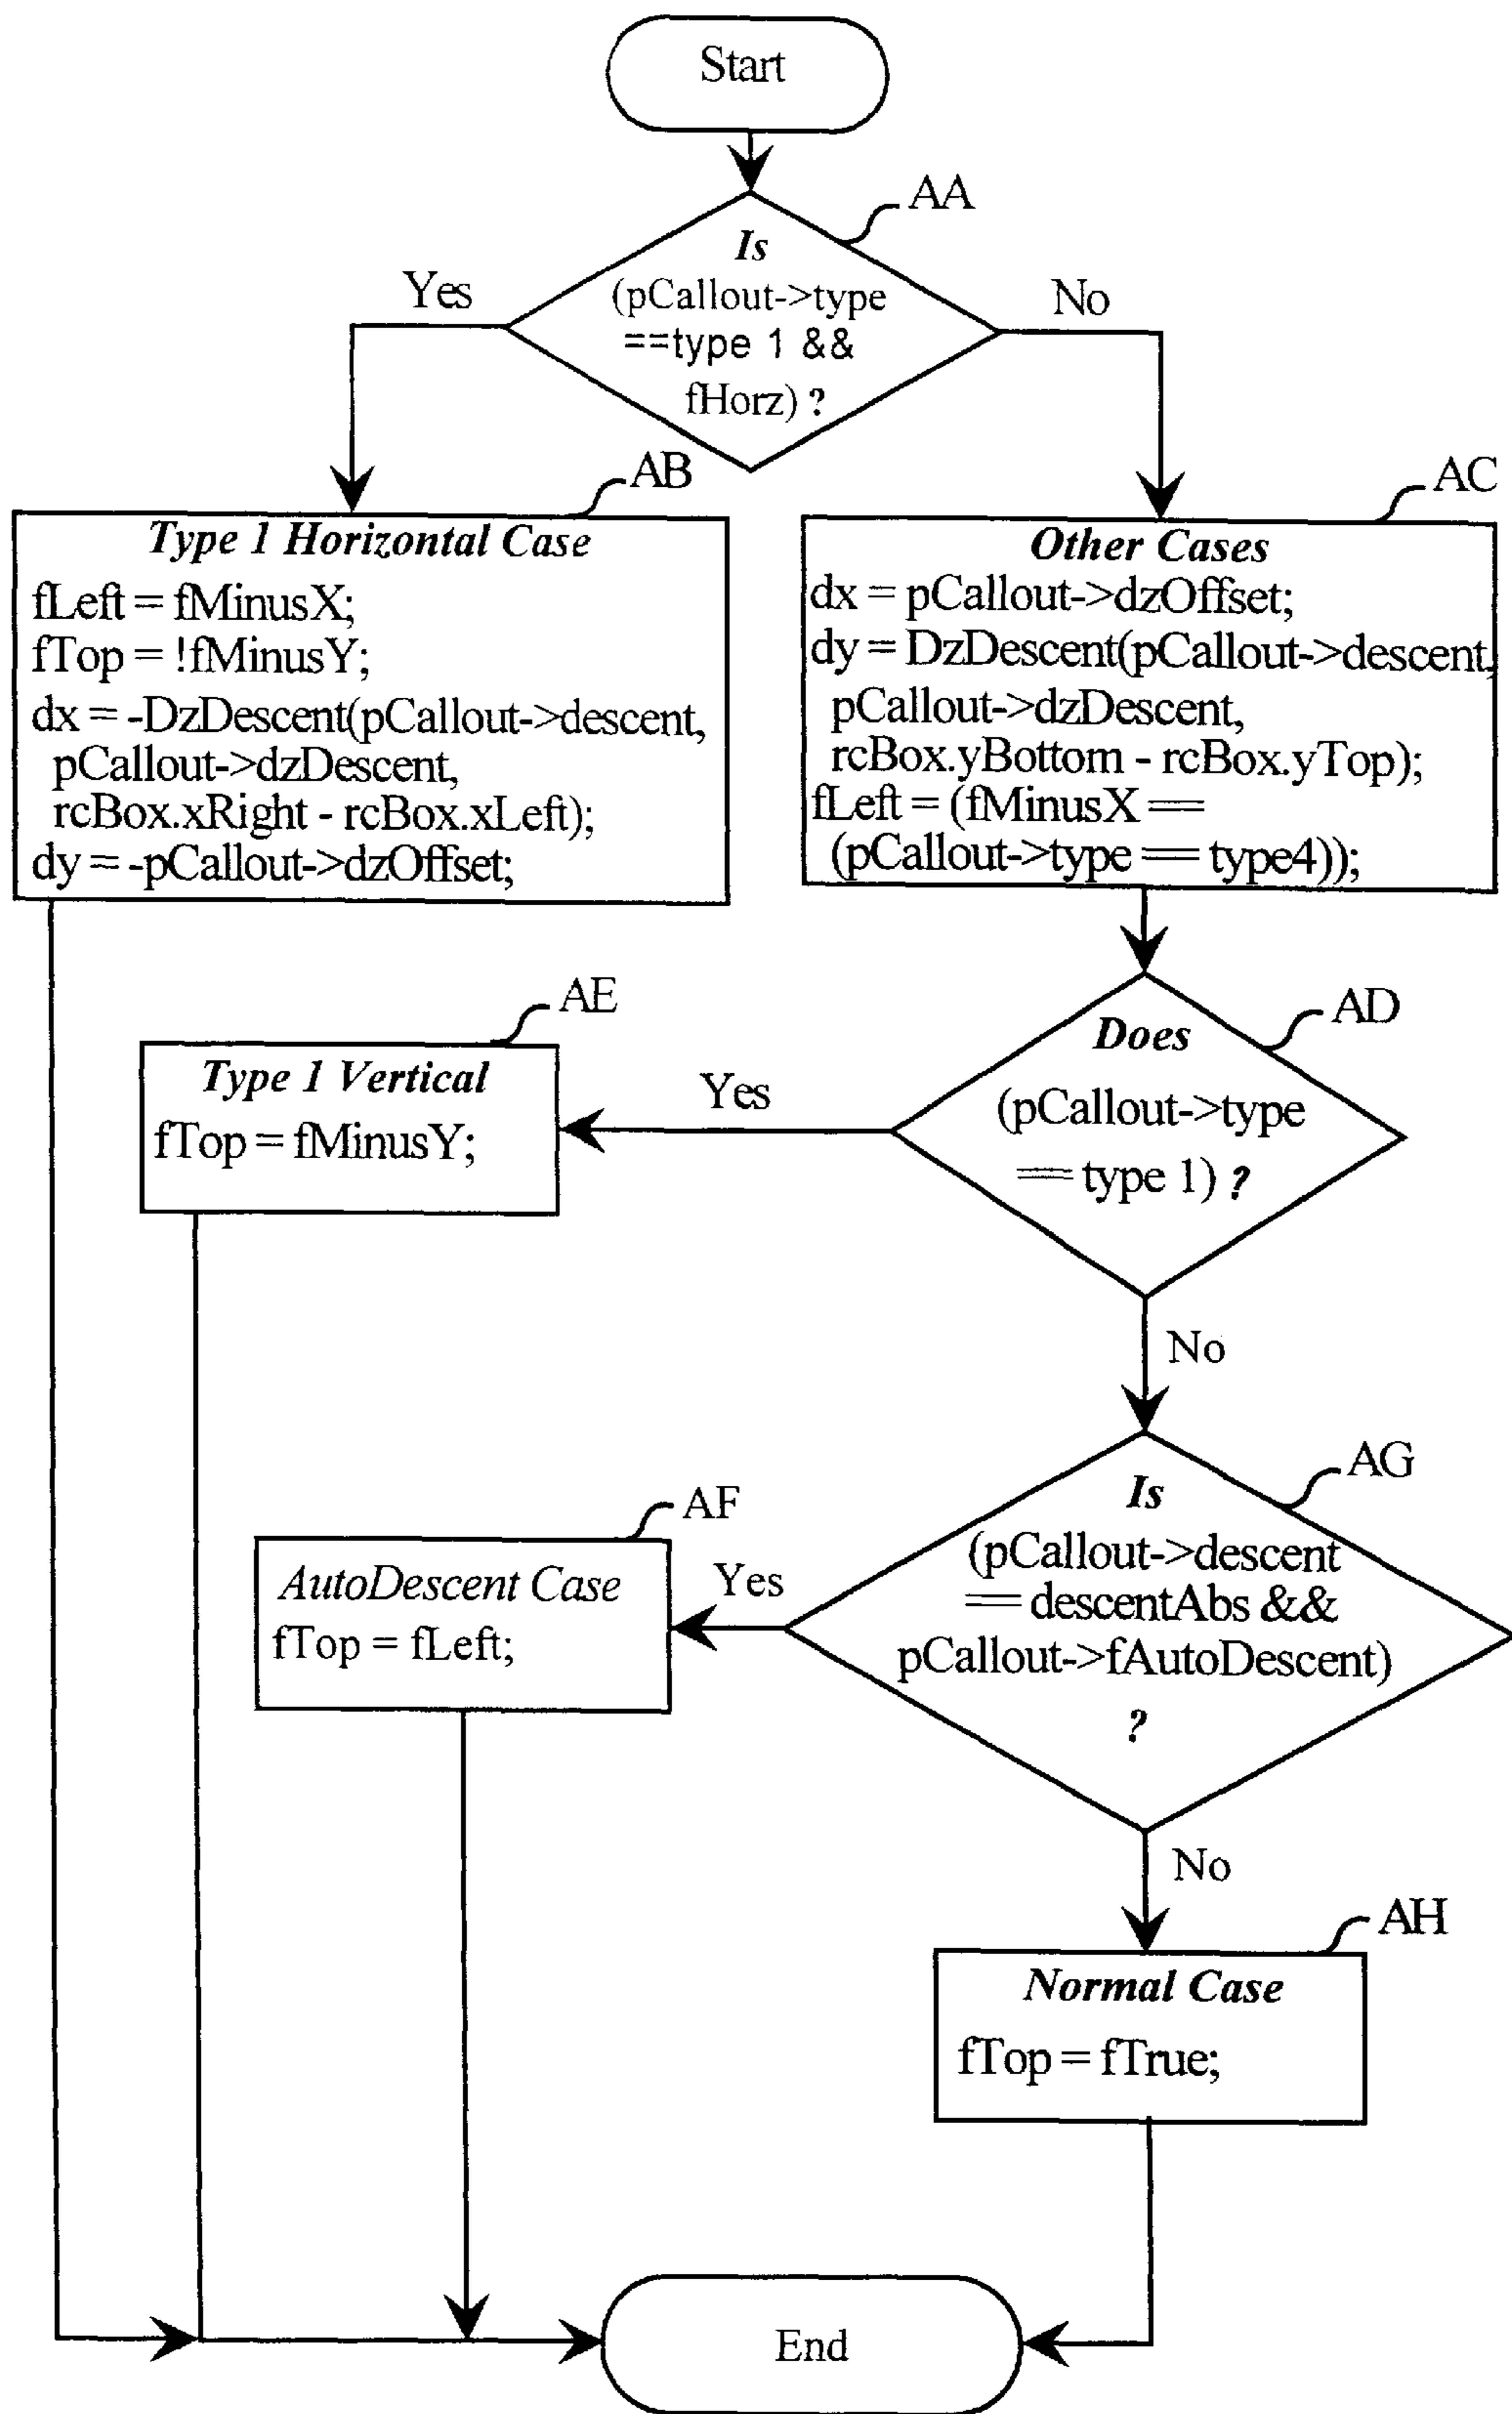 Start
AA
Is
(pCallout->type
==type 1 &&
fHorz) ?
Yes
No
AB
Type 1 Horizontal Case
fLeft = fMinusX;
fTop = !fMinusY;
dx = -DzDescent(pCallout->descent,
pCallout->dzDescent,
rcBox.xRight - rcBox.xLeft);
dy = -pCallout->dzOffset;
AC
Other Cases
dx = pCallout->dzOffset;
dy = DzDescent(pCallout->descent,
pCallout->dzDescent,
rcBox.yBottom - rcBox.yTop);
fLeft = (fMinusX ==
(pCallout->type == type4));
AD
Does
(pCallout->type
== type 1) ?
Yes
AE
Type 1 Vertical
fTop = fMinusY;
No
AG
Is
(pCallout->descent
== descentAbs &&
pCallout->fAutoDescent)
?
Yes
AF
AutoDescent Case
fTop = fLeft;
No
AH
Normal Case
fTop = fTrue;
End